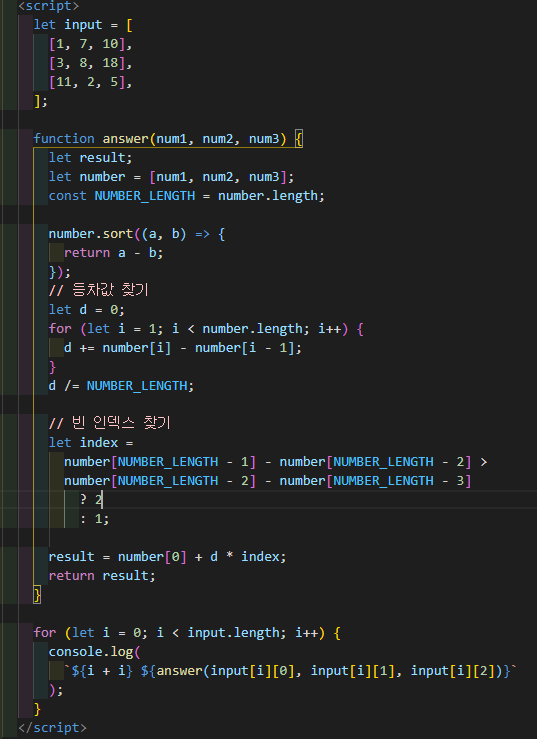 <script>
let input = [
[1, 7, 10],
[3, 8, 18],
[11, 2, 5],
];
function answer(num1, num2, num3) {
let result;
let number = [num1, num2, num3];
const NUMBER_LENGTH = number.length;
number.sort((a, b) => {
return a - b;
});
// 등차값 찾기
let d = 0;
for (let i = 1; i < number.length; i++) {
d += number[i] - number[i - 1];
}
d /= NUMBER_LENGTH;
// 빈 인덱스 찾기
let index =
number[NUMBER_LENGTH - 1] - number[NUMBER_LENGTH - 2] >
number[NUMBER_LENGTH - 2] - number[NUMBER_LENGTH - 3]
? 2
: 1;
result = number[0] + d * index;
return result;
}
for (let i = 0; i < input.length; i++) {
console.log(
`${i + i} ${answer(input[i][0], input[i][1], input[i][2])}`
);
}
</script>